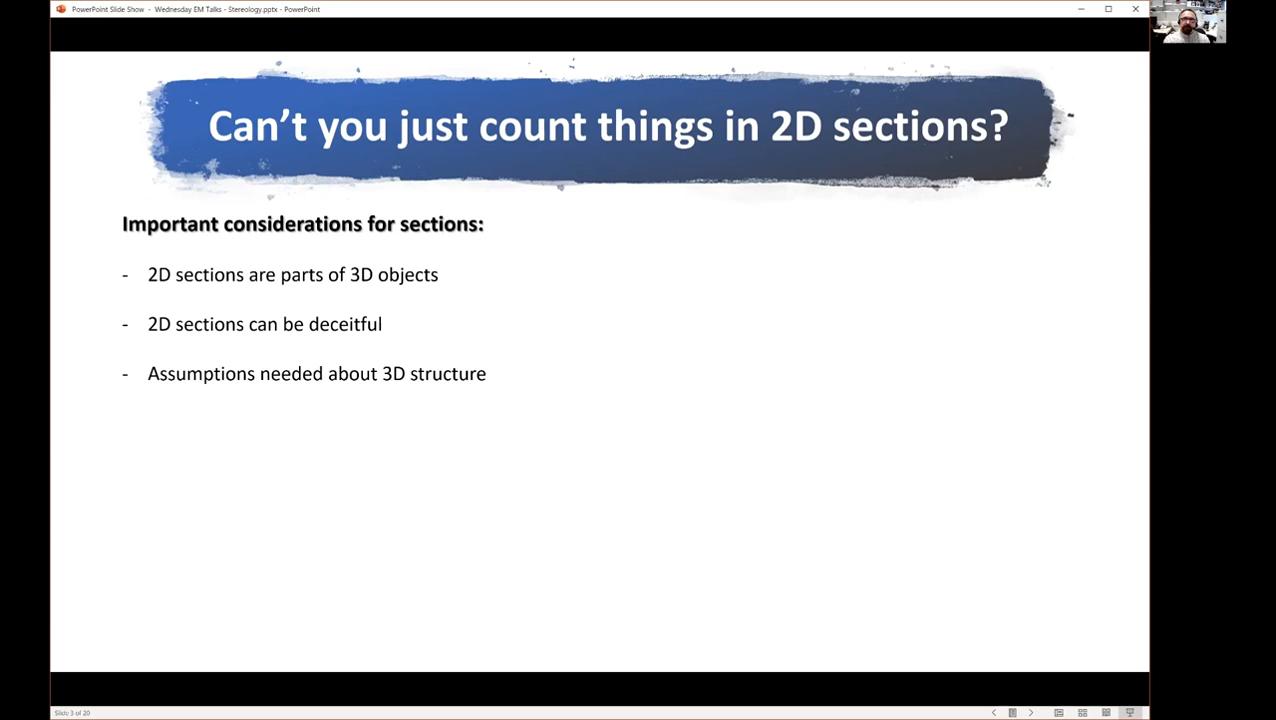 PowerPoint Slide Show - Wednesday EM Talks - Stereology.pptx - PowerPoint
Can't you just count things in 2D sections?
Important considerations for sections:
- 2D sections are parts of 3D objects
- 2D sections can be deceitful
- Assumptions needed about 3D structure
Slide 3 of 20